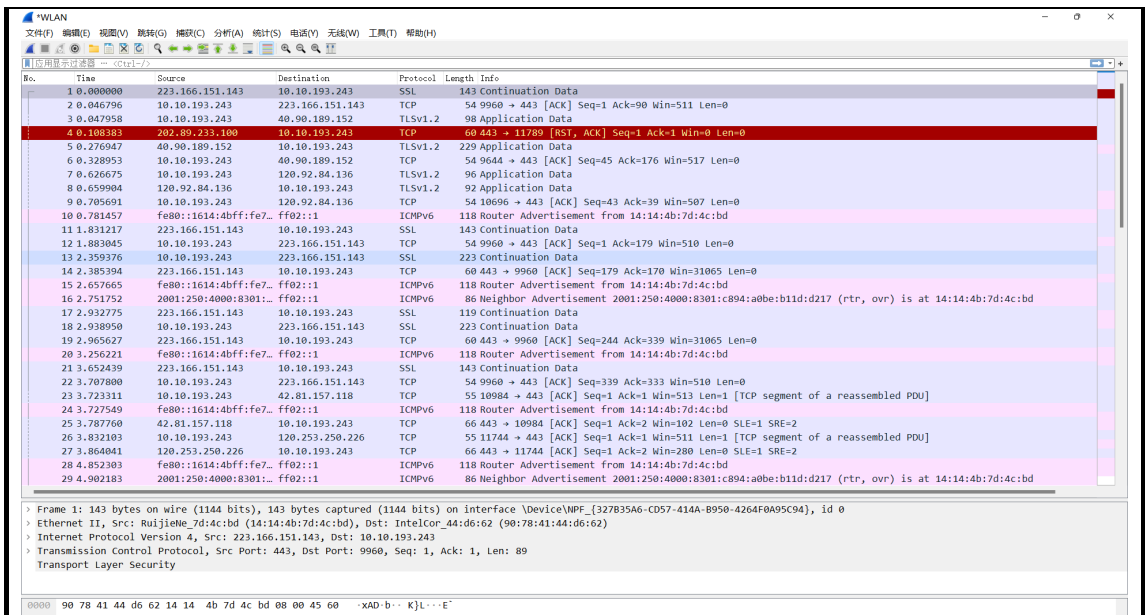 *WLAN
文件(F) 编辑(E) 视图(V) 跳转(G) 捕获(C) 分析(A) 统计(S) 电话(Y) 无线(W) 工具(T) 帮助(H)
应用显示过滤器 … <Ctrl-/>
No. Time Source Destination Protocol Length Info
1 0.000000 223.166.151.143 10.10.193.243 SSL 143 Continuation Data
2 0.046796 10.10.193.243 223.166.151.143 TCP 54 9960 → 443 [ACK] Seq=1 Ack=90 Win=511 Len=0
3 0.047958 10.10.193.243 40.90.189.152 TLSv1.2 98 Application Data
4 0.108383 202.89.233.100 10.10.193.243 TCP 60 443 → 11789 [RST, ACK] Seq=1 Ack=1 Win=0 Len=0
5 0.276947 40.90.189.152 10.10.193.243 TLSv1.2 229 Application Data
6 0.328953 10.10.193.243 40.90.189.152 TCP 54 9644 → 443 [ACK] Seq=45 Ack=176 Win=517 Len=0
7 0.626675 10.10.193.243 120.92.84.136 TLSv1.2 96 Application Data
8 0.659904 120.92.84.136 10.10.193.243 TLSv1.2 92 Application Data
9 0.705691 10.10.193.243 120.92.84.136 TCP 54 10696 → 443 [ACK] Seq=43 Ack=39 Win=507 Len=0
10 0.781457 fe80::1614:4bff:fe7… ff02::1 ICMPv6 118 Router Advertisement from 14:14:4b:7d:4c:bd
11 1.831217 223.166.151.143 10.10.193.243 SSL 143 Continuation Data
12 1.883045 10.10.193.243 223.166.151.143 TCP 54 9960 → 443 [ACK] Seq=1 Ack=179 Win=510 Len=0
13 2.359376 10.10.193.243 223.166.151.143 SSL 223 Continuation Data
14 2.385394 223.166.151.143 10.10.193.243 TCP 60 443 → 9960 [ACK] Seq=179 Ack=170 Win=31065 Len=0
15 2.657665 fe80::1614:4bff:fe7… ff02::1 ICMPv6 118 Router Advertisement from 14:14:4b:7d:4c:bd
16 2.751752 2001:250:4000:8301:… ff02::1 ICMPv6 86 Neighbor Advertisement 2001:250:4000:8301:c894:a0be:b11d:d217 (rtr, ovr) is at 14:14:4b:7d:4c:bd
17 2.932775 223.166.151.143 10.10.193.243 SSL 119 Continuation Data
18 2.938950 10.10.193.243 223.166.151.143 SSL 223 Continuation Data
19 2.965627 223.166.151.143 10.10.193.243 TCP 60 443 → 9960 [ACK] Seq=244 Ack=339 Win=31065 Len=0
20 3.256221 fe80::1614:4bff:fe7… ff02::1 ICMPv6 118 Router Advertisement from 14:14:4b:7d:4c:bd
21 3.652439 223.166.151.143 10.10.193.243 SSL 143 Continuation Data
22 3.707800 10.10.193.243 223.166.151.143 TCP 54 9960 → 443 [ACK] Seq=339 Ack=333 Win=510 Len=0
23 3.723311 10.10.193.243 42.81.157.118 TCP 55 10984 → 443 [ACK] Seq=1 Ack=1 Win=513 Len=1 [TCP segment of a reassembled PDU]
24 3.727549 fe80::1614:4bff:fe7… ff02::1 ICMPv6 118 Router Advertisement from 14:14:4b:7d:4c:bd
25 3.787760 42.81.157.118 10.10.193.243 TCP 66 443 → 10984 [ACK] Seq=1 Ack=2 Win=102 Len=0 SLE=1 SRE=2
26 3.832103 10.10.193.243 120.253.250.226 TCP 55 11744 → 443 [ACK] Seq=1 Ack=1 Win=511 Len=1 [TCP segment of a reassembled PDU]
27 3.864041 120.253.250.226 10.10.193.243 TCP 66 443 → 11744 [ACK] Seq=1 Ack=2 Win=280 Len=0 SLE=1 SRE=2
28 4.852303 fe80::1614:4bff:fe7… ff02::1 ICMPv6 118 Router Advertisement from 14:14:4b:7d:4c:bd
29 4.902183 2001:250:4000:8301:… ff02::1 ICMPv6 86 Neighbor Advertisement 2001:250:4000:8301:c894:a0be:b11d:d217 (rtr, ovr) is at 14:14:4b:7d:4c:bd
> Frame 1: 143 bytes on wire (1144 bits), 143 bytes captured (1144 bits) on interface \Device\NPF_{327B35A6-CD57-414A-B950-4264F0A95C94}, id 0
> Ethernet II, Src: RuijieNe_7d:4c:bd (14:14:4b:7d:4c:bd), Dst: IntelCor_44:d6:62 (90:78:41:44:d6:62)
> Internet Protocol Version 4, Src: 223.166.151.143, Dst: 10.10.193.243
> Transmission Control Protocol, Src Port: 443, Dst Port: 9960, Seq: 1, Ack: 1, Len: 89
Transport Layer Security
0000 90 78 41 44 d6 62 14 14 4b 7d 4c bd 08 00 45 60 ·xAD·b·· K}L···E`